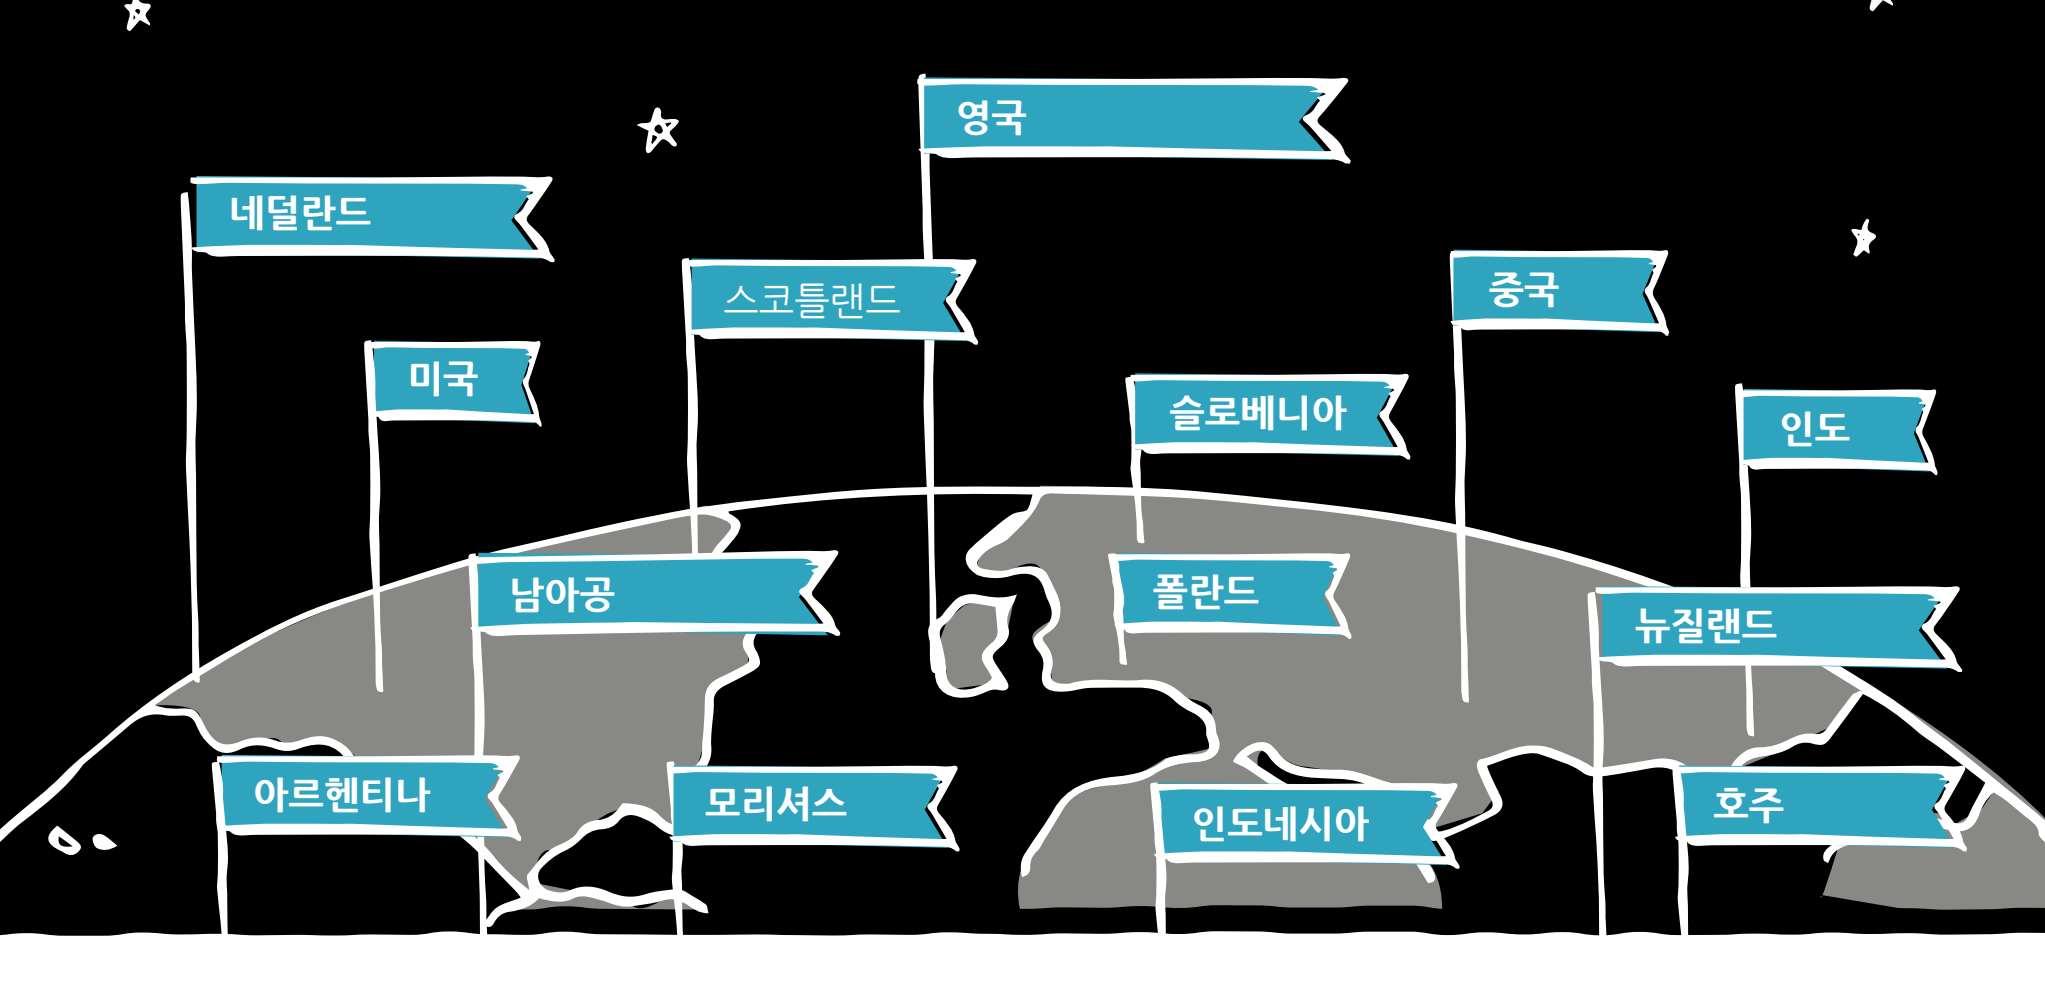 영국
네덜란드
스코틀랜드
중국
미국
슬로베니아
인도
남아공
폴란드
뉴질랜드
아르헨티나
모리셔스
인도네시아
호주